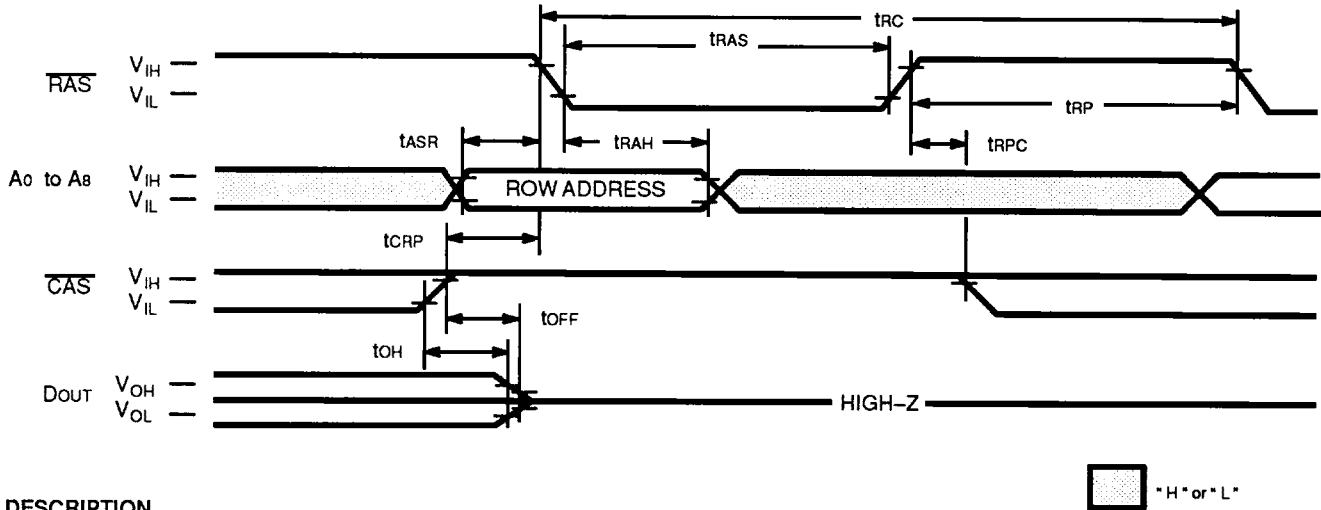 tRC
tRAS
RAS VIH
VIL
tRP
tASR tRAH tRPC
A0 to A8 VIH
VIL
ROW ADDRESS
tCRP
CAS VIH
VIL
tOFF
tOH
DOUT VOH
VOL
HIGH-Z
"H" or "L"
DESCRIPTION